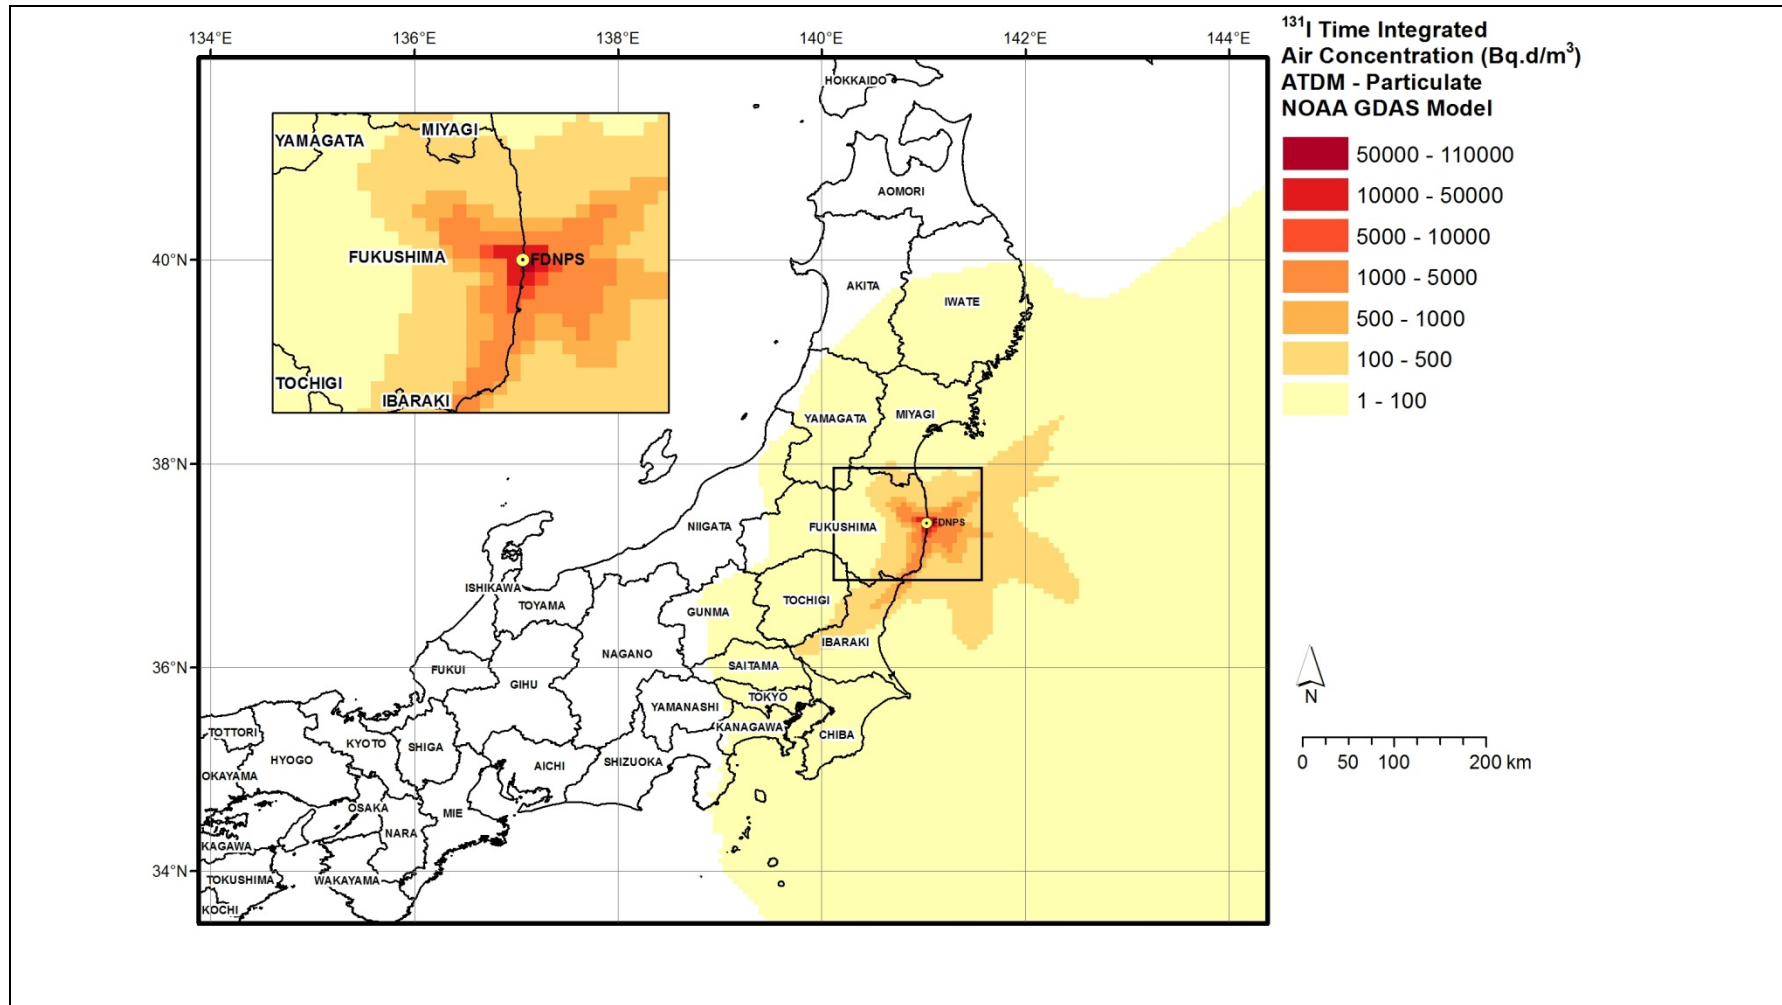 134°E
136°E
138°E
140°E
142°E
144°E
40°N
38°N
36°N
34°N
YAMAGATA
MIYAGI
FUKUSHIMA
FDNPS
TOCHIGI
IBARAKI
HOKKAIDO
AOMORI
AKITA
IWATE
YAMAGATA
MIYAGI
NIIGATA
FUKUSHIMA
FDNPS
ISHIKAWA
TOYAMA
GUNMA
TOCHIGI
IBARAKI
FUKUI
GIHU
NAGANO
SAITAMA
TOKYO
YAMANASHI
KANAGAWA
CHIBA
TOTTORI
HYOGO
KYOTO
SHIGA
AICHI
SHIZUOKA
OKAYAMA
OSAKA
MIE
NARA
KAGAWA
TOKUSHIMA
WAKAYAMA
KOCHI
¹³¹I Time Integrated
Air Concentration (Bq.d/m³)
ATDM - Particulate
NOAA GDAS Model
50000 - 110000
10000 - 50000
5000 - 10000
1000 - 5000
500 - 1000
100 - 500
1 - 100
N
0 50 100 200 km